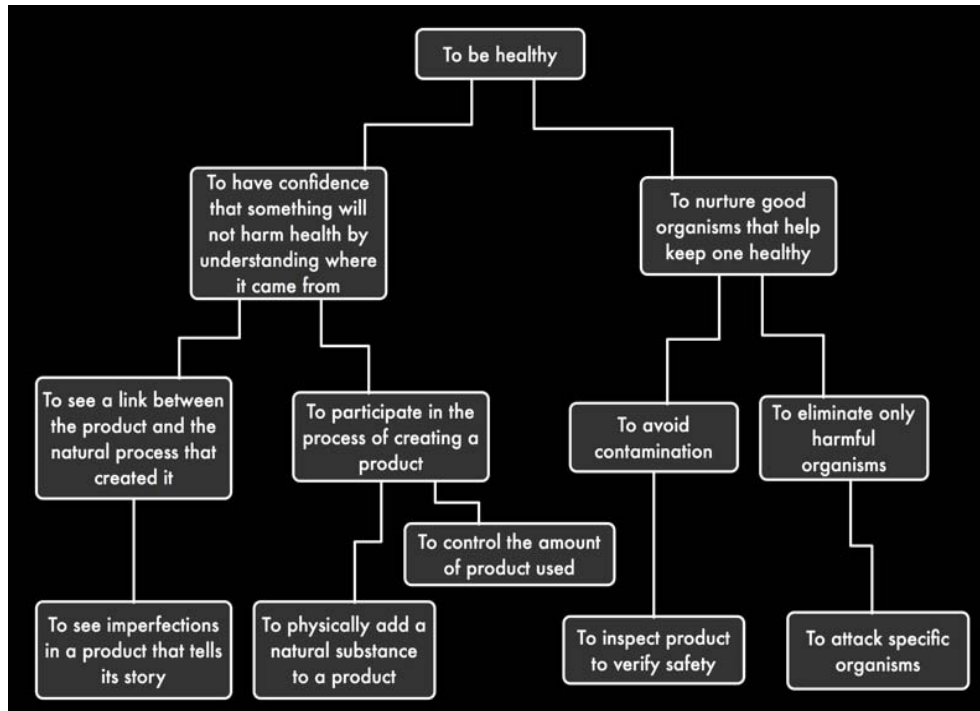 To be healthy
To have confidence
that something will
not harm health by
understanding where
it came from
To nurture good
organisms that help
keep one healthy
To see a link between
the product and the
natural process that
created it
To participate in the
process of creating a
product
To avoid
contamination
To eliminate only
harmful
organisms
To control the amount
of product used
To see imperfections
in a product that tells
its story
To physically add a
natural substance
to a product
To inspect product
to verify safety
To attack specific
organisms